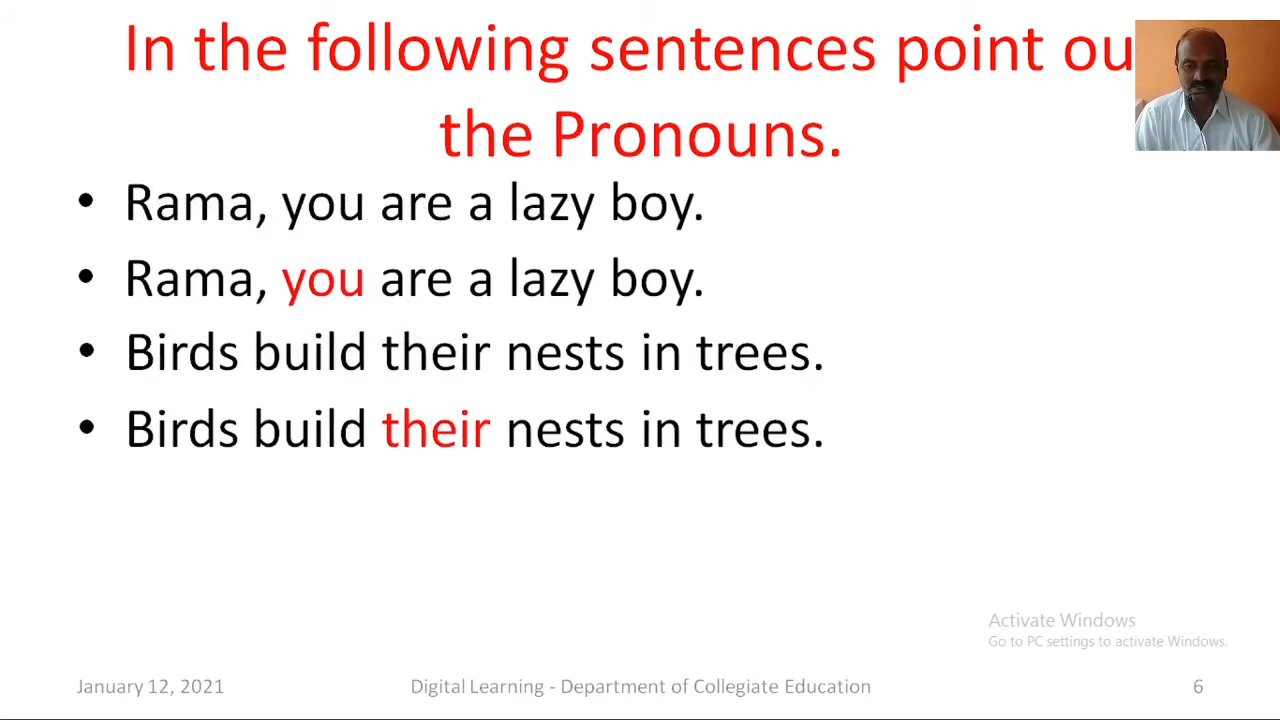 In the following sentences point ou
the Pronouns.
• Rama, you are a lazy boy.
• Rama, you are a lazy boy.
• Birds build their nests in trees.
• Birds build their nests in trees.
Activate Windows
Go to PC settings to activate Windows.
January 12, 2021 Digital Learning - Department of Collegiate Education 6